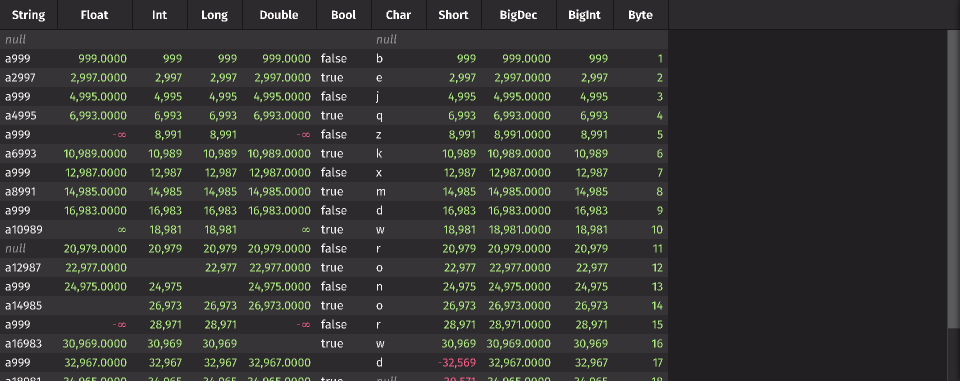 String Float Int Long Double Bool Char Short BigDec BigInt Byte
null null
a999 999.0000 999 999 999.0000 false b 999 999.0000 999 1
a2997 2,997.0000 2,997 2,997 2,997.0000 true e 2,997 2,997.0000 2,997 2
a999 4,995.0000 4,995 4,995 4,995.0000 false j 4,995 4,995.0000 4,995 3
a4995 6,993.0000 6,993 6,993 6,993.0000 true q 6,993 6,993.0000 6,993 4
a999 -∞ 8,991 8,991 -∞ false z 8,991 8,991.0000 8,991 5
a6993 10,989.0000 10,989 10,989 10,989.0000 true k 10,989 10,989.0000 10,989 6
a999 12,987.0000 12,987 12,987 12,987.0000 false x 12,987 12,987.0000 12,987 7
a8991 14,985.0000 14,985 14,985 14,985.0000 true m 14,985 14,985.0000 14,985 8
a999 16,983.0000 16,983 16,983 16,983.0000 false d 16,983 16,983.0000 16,983 9
a10989 ∞ 18,981 18,981 ∞ true w 18,981 18,981.0000 18,981 10
null 20,979.0000 20,979 20,979 20,979.0000 false r 20,979 20,979.0000 20,979 11
a12987 22,977.0000 22,977 22,977.0000 true o 22,977 22,977.0000 22,977 12
a999 24,975.0000 24,975 24,975.0000 false n 24,975 24,975.0000 24,975 13
a14985 26,973 26,973 26,973.0000 true o 26,973 26,973.0000 26,973 14
a999 -∞ 28,971 28,971 -∞ false r 28,971 28,971.0000 28,971 15
a16983 30,969.0000 30,969 30,969 true w 30,969 30,969.0000 30,969 16
a999 32,967.0000 32,967 32,967 32,967.0000 d -32,569 32,967.0000 32,967 17